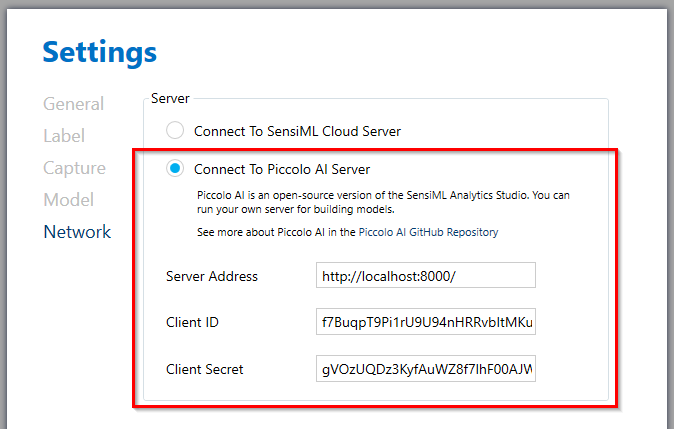 Settings
General
Label
Capture
Model
Network
Server
Connect To SensiML Cloud Server
Connect To Piccolo AI Server
Piccolo AI is an open-source version of the SensiML Analytics Studio. You can
run your own server for building models.
See more about Piccolo AI in the Piccolo AI GitHub Repository
Server Address
http://localhost:8000/
Client ID
f7BuqpT9Pi1rU9U94nHRRvbItMKu
Client Secret
gVOzUQDz3KyfAuWZ8f7lhF00AJW